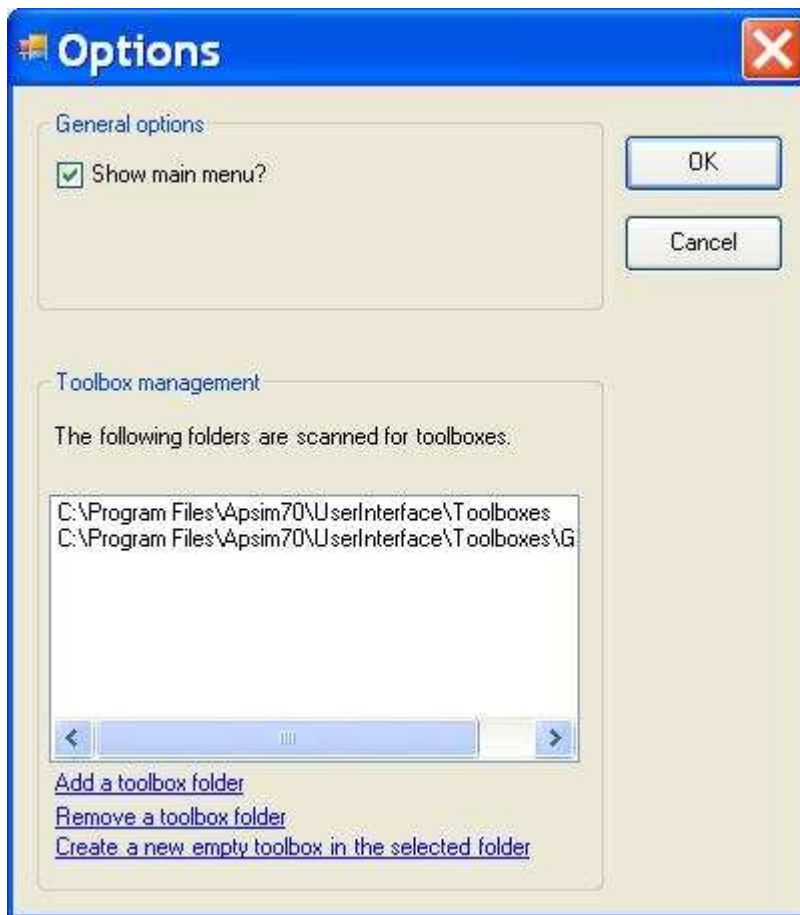 Options
General options
Show main menu?
OK
Cancel
Toolbox management
The following folders are scanned for toolboxes.
C:\Program Files\Apsim70\UserInterface\Toolboxes
C:\Program Files\Apsim70\UserInterface\Toolboxes\G
Add a toolbox folder
Remove a toolbox folder
Create a new empty toolbox in the selected folder